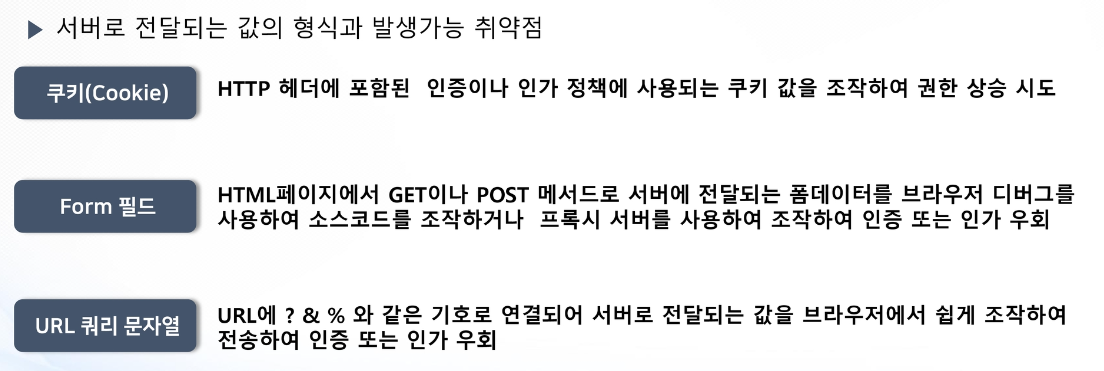 ▶ 서버로 전달되는 값의 형식과 발생가능 취약점
쿠키(Cookie)
HTTP 헤더에 포함된 인증이나 인가 정책에 사용되는 쿠키 값을 조작하여 권한 상승 시도
Form 필드
HTML페이지에서 GET이나 POST 메서드로 서버에 전달되는 폼데이터를 브라우저 디버그를
사용하여 소스코드를 조작하거나 프록시 서버를 사용하여 조작하여 인증 또는 인가 우회
URL 쿼리 문자열
URL에 ? & % 와 같은 기호로 연결되어 서버로 전달되는 값을 브라우저에서 쉽게 조작하여
전송하여 인증 또는 인가 우회